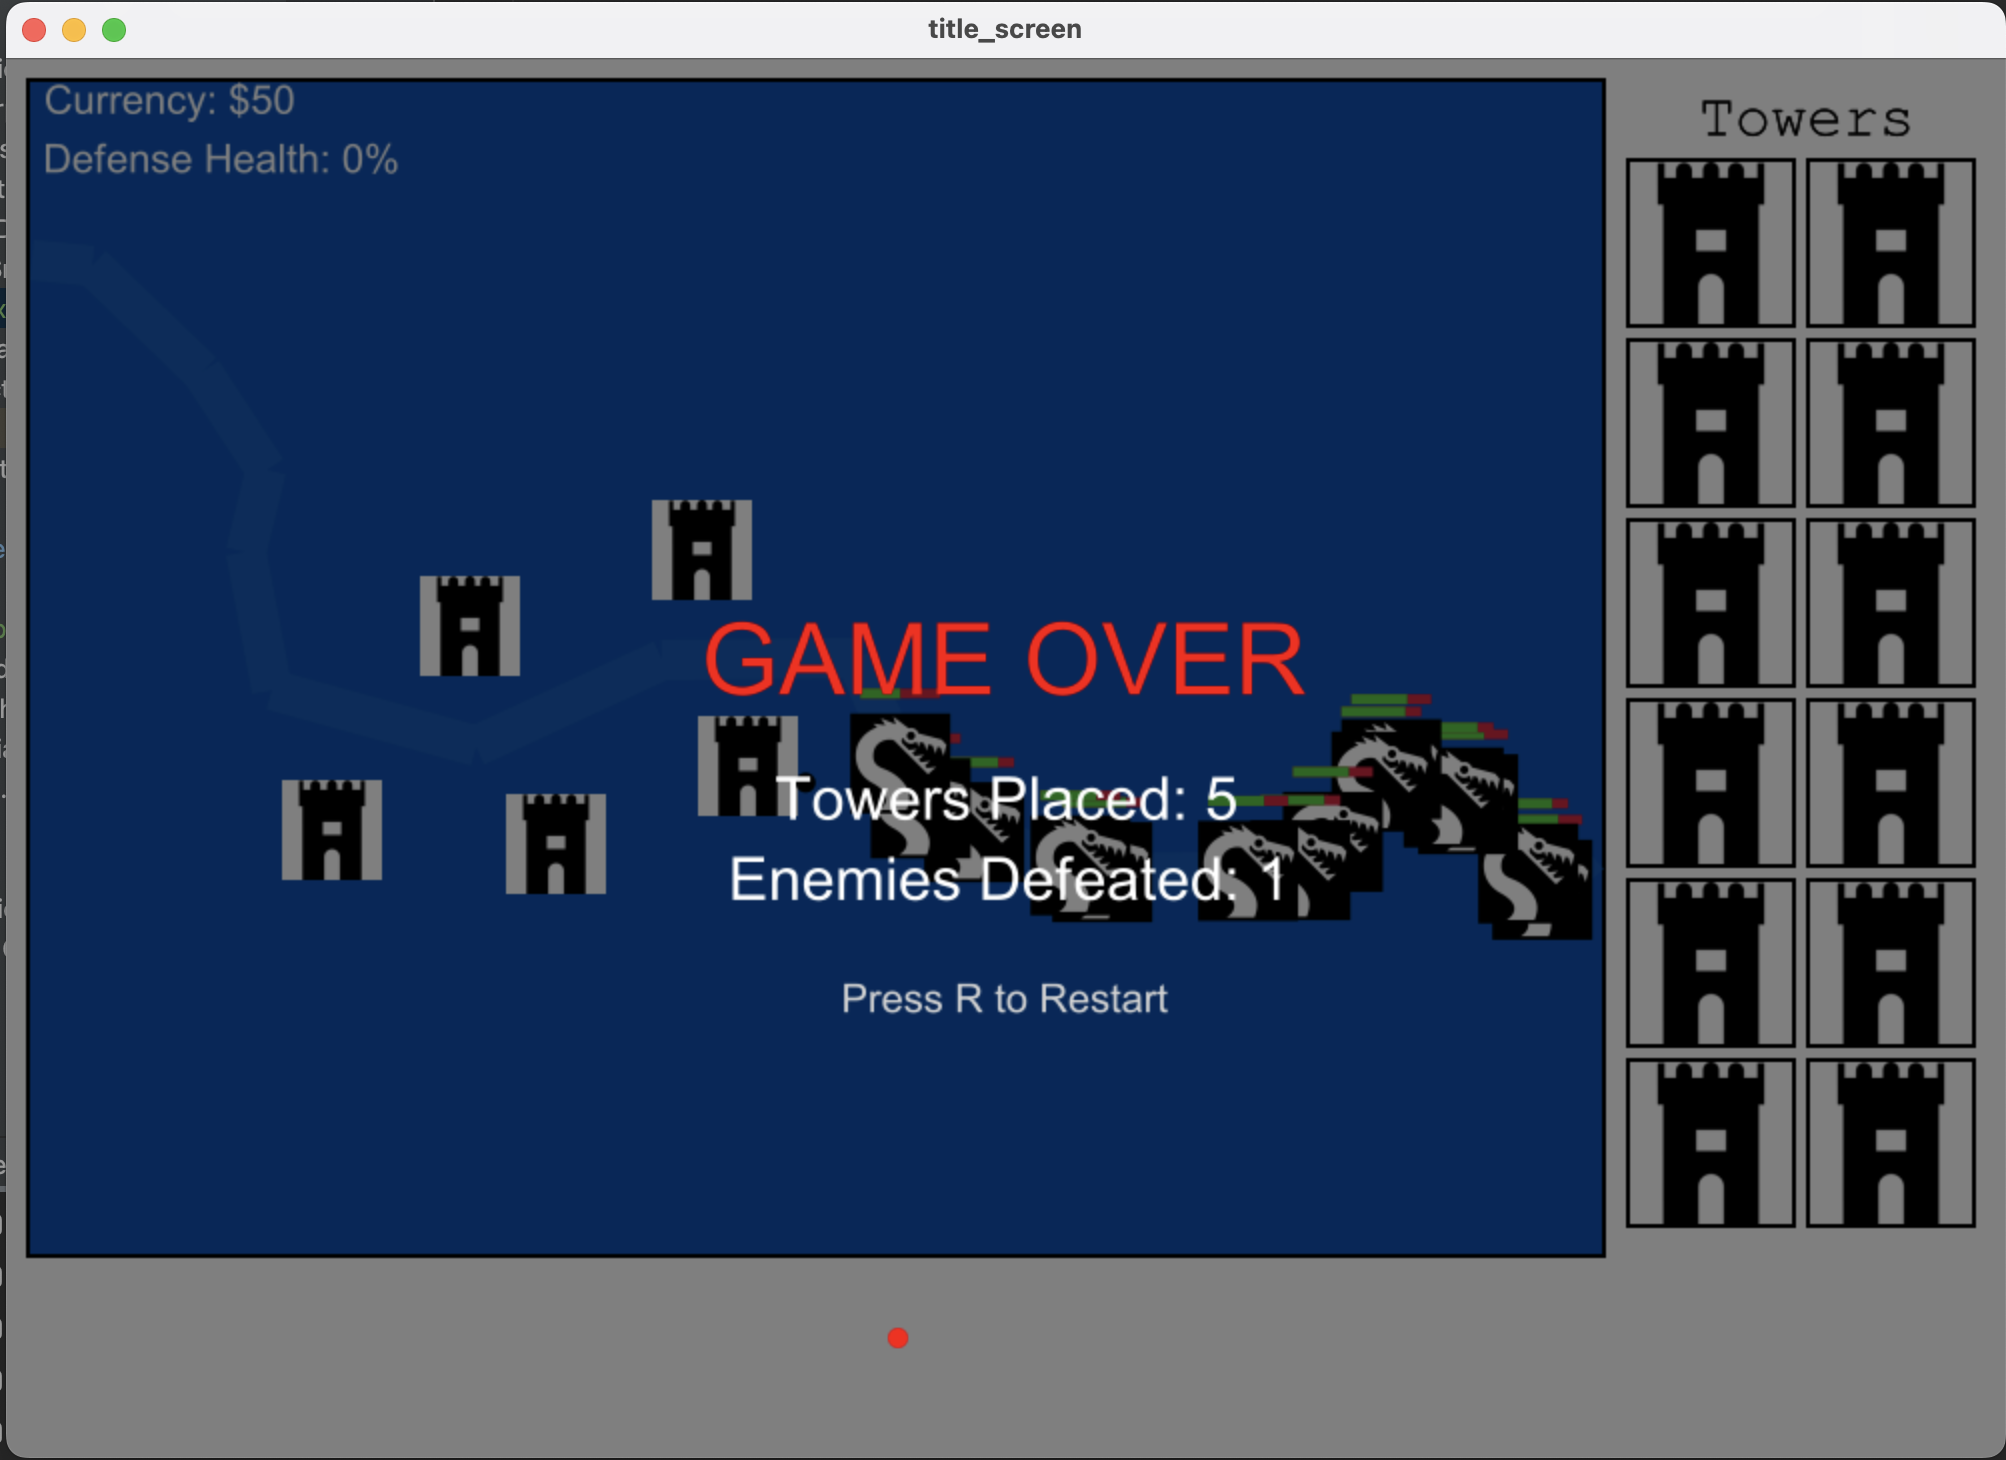 title_screen
Currency: $50
Defense Health: 0%
Towers
GAME OVER
Towers Placed: 5
Enemies Defeated: 1
Press R to Restart